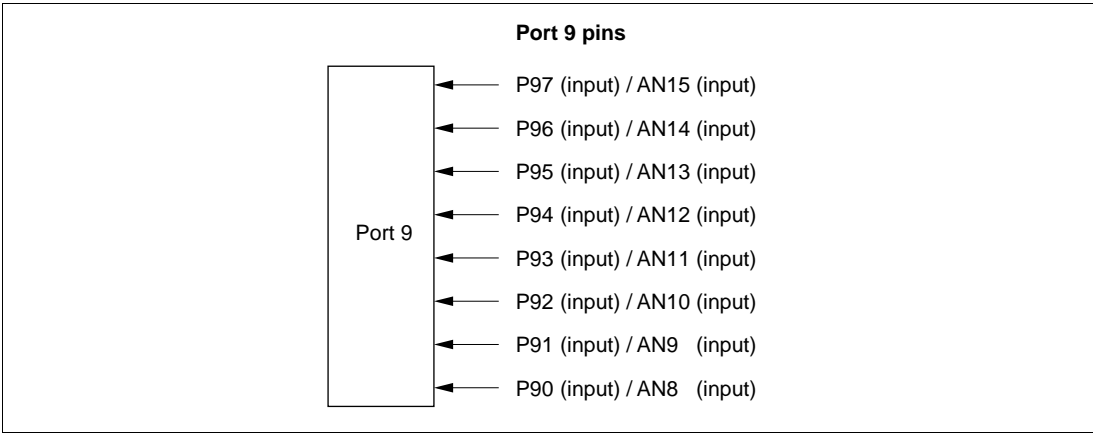 Port 9 pins
P97 (input) / AN15 (input)
P96 (input) / AN14 (input)
P95 (input) / AN13 (input)
P94 (input) / AN12 (input)
Port 9
P93 (input) / AN11 (input)
P92 (input) / AN10 (input)
P91 (input) / AN9 (input)
P90 (input) / AN8 (input)